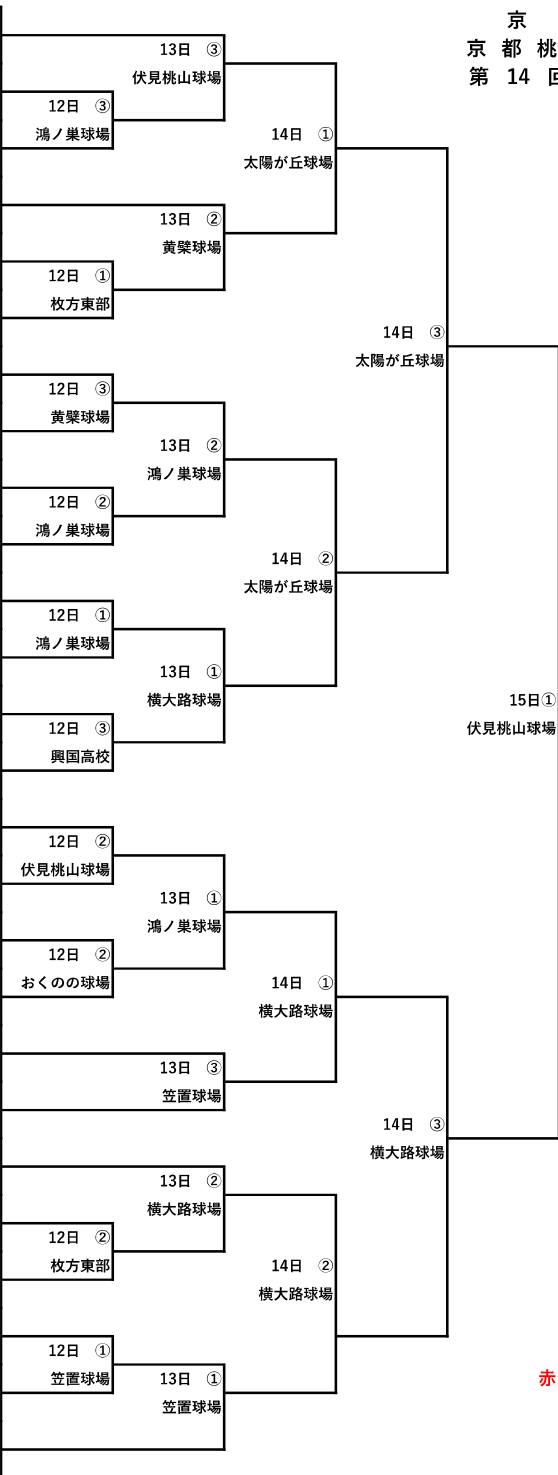 京
京 都 桃
第 14 回
13日 ③
伏見桃山球場
12日 ③
鴻ノ巣球場
14日 ①
太陽が丘球場
13日 ②
黄檗球場
12日 ①
枚方東部
14日 ③
太陽が丘球場
12日 ③
黄檗球場
13日 ②
鴻ノ巣球場
12日 ②
鴻ノ巣球場
14日 ②
太陽が丘球場
12日 ①
鴻ノ巣球場
13日 ①
横大路球場
12日 ③
興国高校
15日①
伏見桃山球場
12日 ②
伏見桃山球場
13日 ①
鴻ノ巣球場
12日 ②
おくのの球場
14日 ①
横大路球場
13日 ③
笠置球場
14日 ③
横大路球場
13日 ②
横大路球場
12日 ②
枚方東部
14日 ②
横大路球場
12日 ①
笠置球場
13日 ①
笠置球場
赤